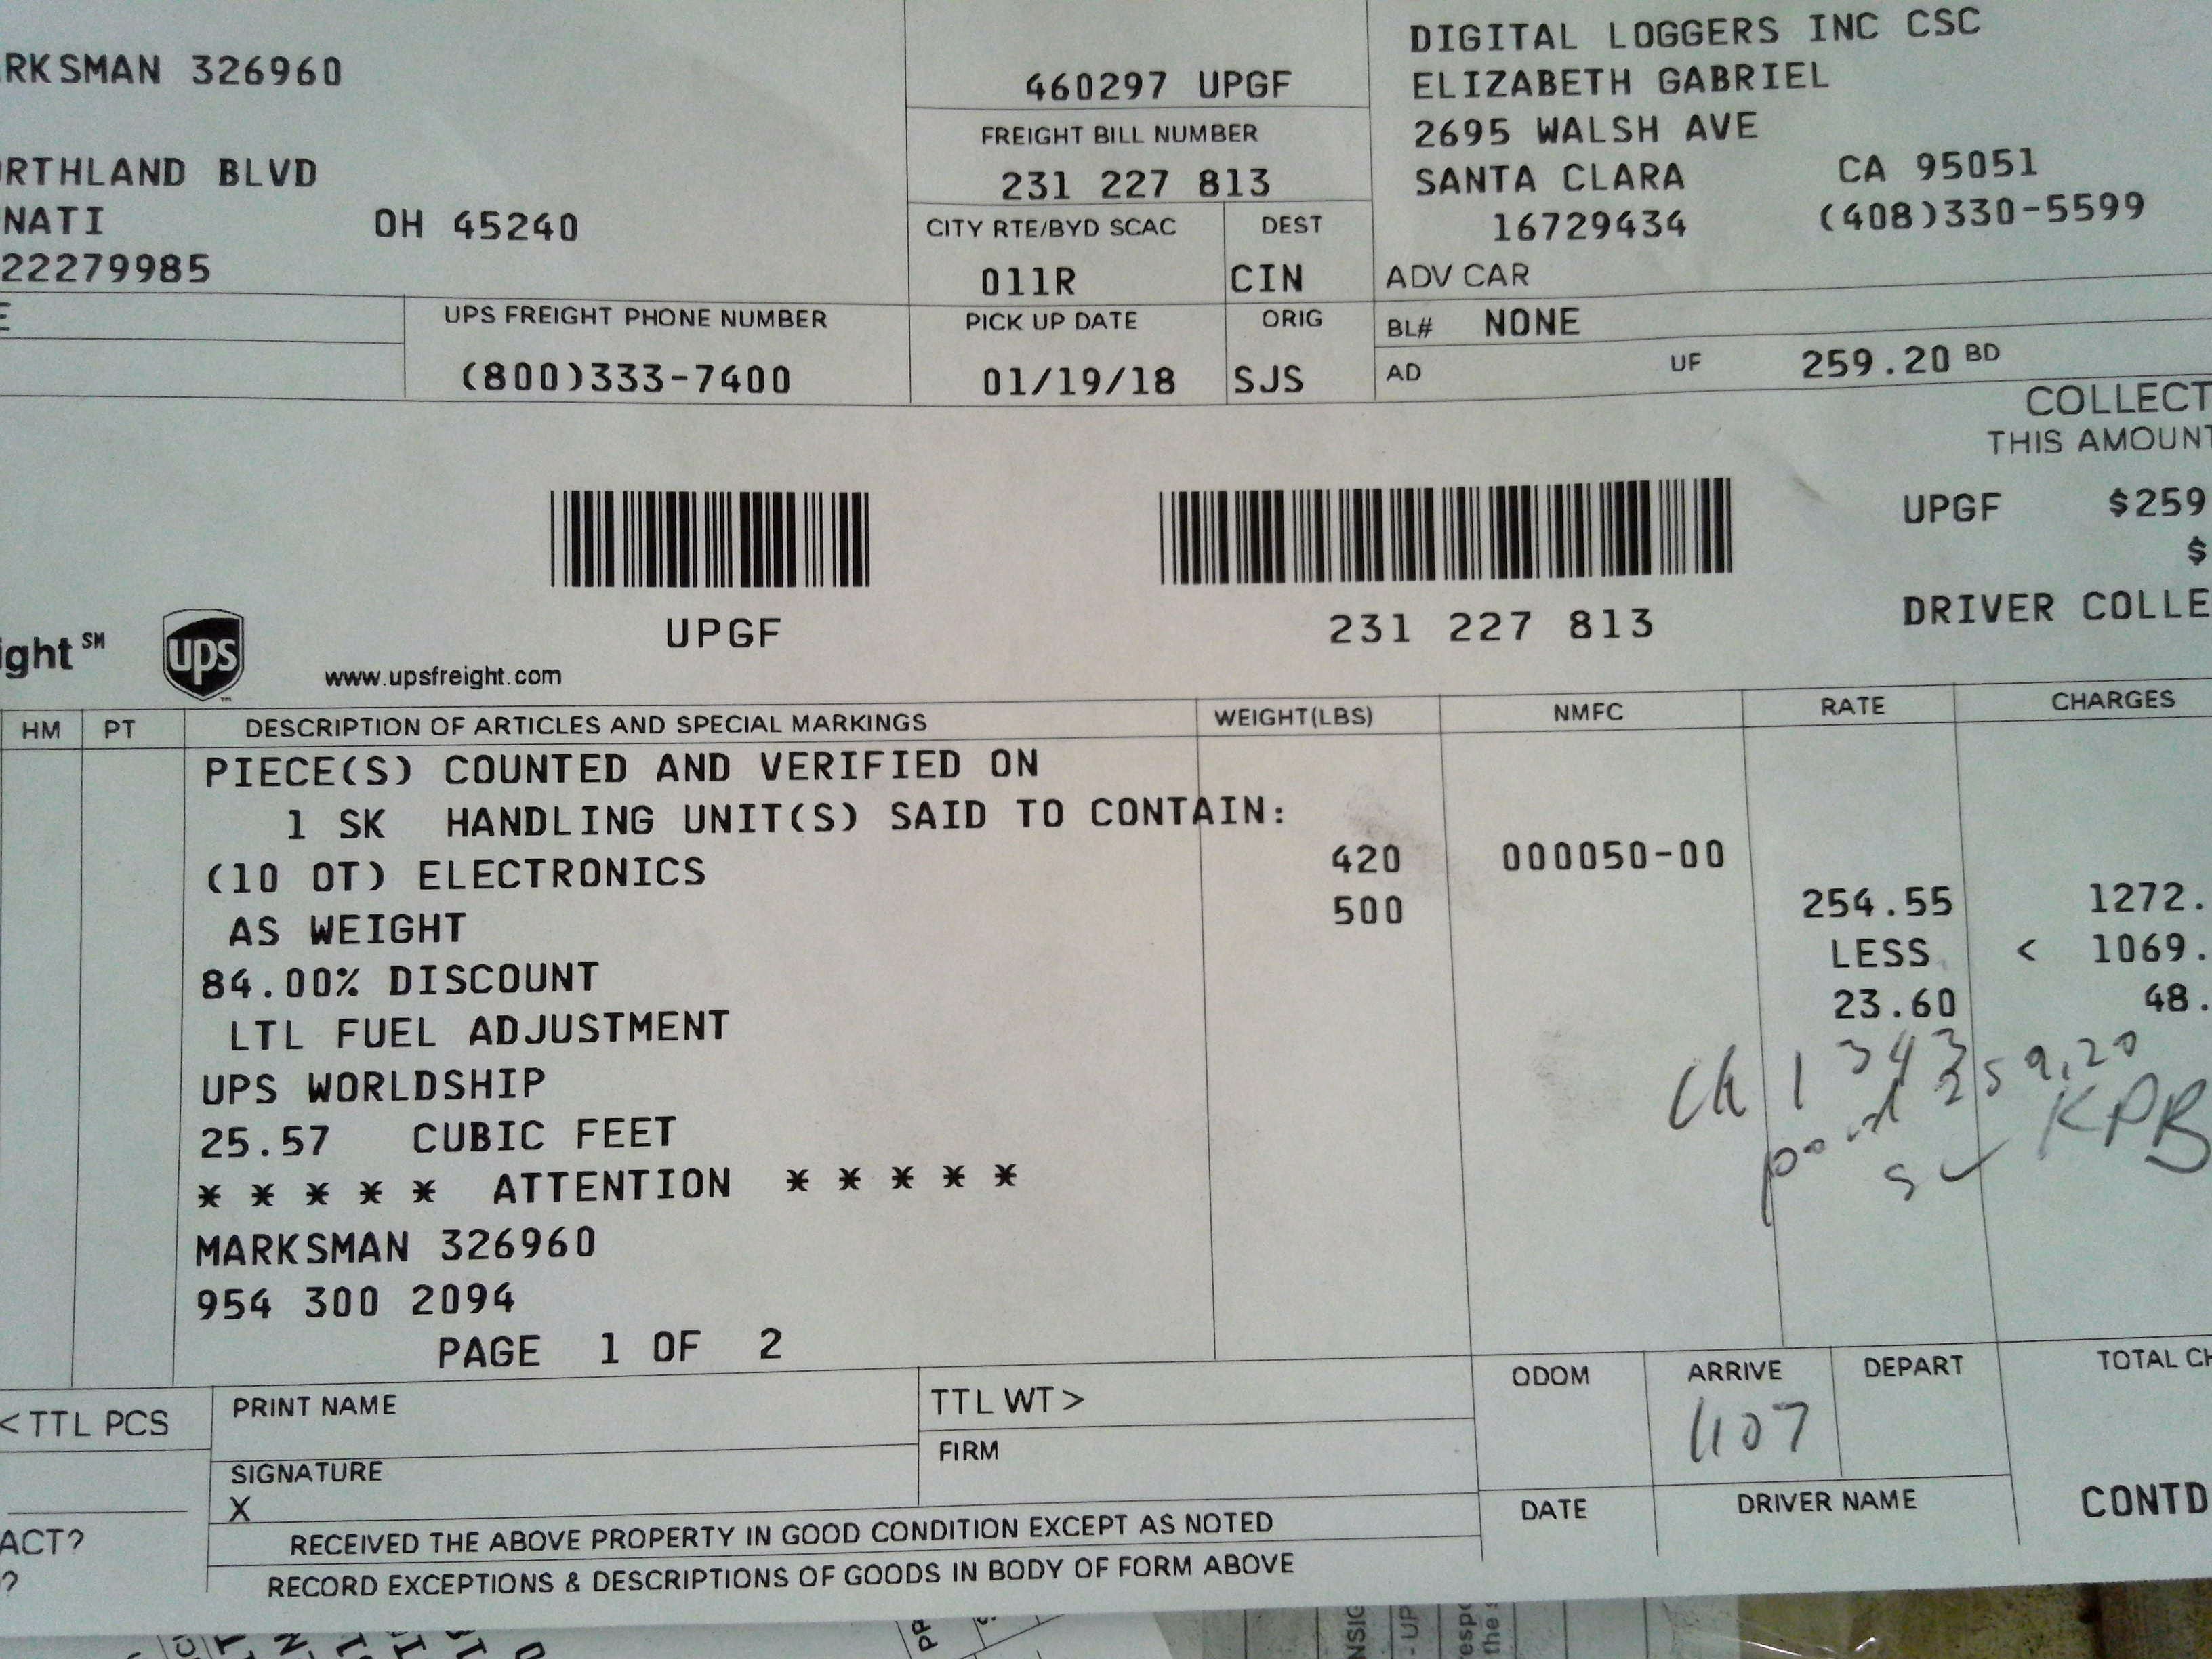 RKSMAN 326960
RTHLAND BLVD
NATI OH 45240
22279985
UPS FREIGHT PHONE NUMBER
(800)333-7400
460297 UPGF
FREIGHT BILL NUMBER
231 227 813
CITY RTE/BYD SCAC DEST
011R CIN
PICK UP DATE ORIG
01/19/18 SJS
DIGITAL LOGGERS INC CSC
ELIZABETH GABRIEL
2695 WALSH AVE
SANTA CLARA CA 95051
16729434 (408)330-5599
ADV CAR
BL# NONE
AD UF 259.20 BD
COLLECT
THIS AMOUNT
UPGF $259
$
DRIVER COLLE
UPGF
231 227 813
ight SM ups www.upsfreight.com
HM PT DESCRIPTION OF ARTICLES AND SPECIAL MARKINGS WEIGHT(LBS) NMFC RATE CHARGES
PIECE(S) COUNTED AND VERIFIED ON
1 SK HANDLING UNIT(S) SAID TO CONTAIN:
(10 OT) ELECTRONICS 420 000050-00
AS WEIGHT 500 254.55 1272.
84.00% DISCOUNT LESS < 1069.
LTL FUEL ADJUSTMENT 23.60 48.
UPS WORLDSHIP
25.57 CUBIC FEET
* * * * * ATTENTION * * * * *
MARKSMAN 326960
954 300 2094
PAGE 1 OF 2
1343
259.20
KPB
< TTL PCS PRINT NAME TTL WT > ODOM ARRIVE DEPART TOTAL CH
1107
SIGNATURE FIRM
X
DATE DRIVER NAME CONTD
RECEIVED THE ABOVE PROPERTY IN GOOD CONDITION EXCEPT AS NOTED
ACT?
RECORD EXCEPTIONS & DESCRIPTIONS OF GOODS IN BODY OF FORM ABOVE
?